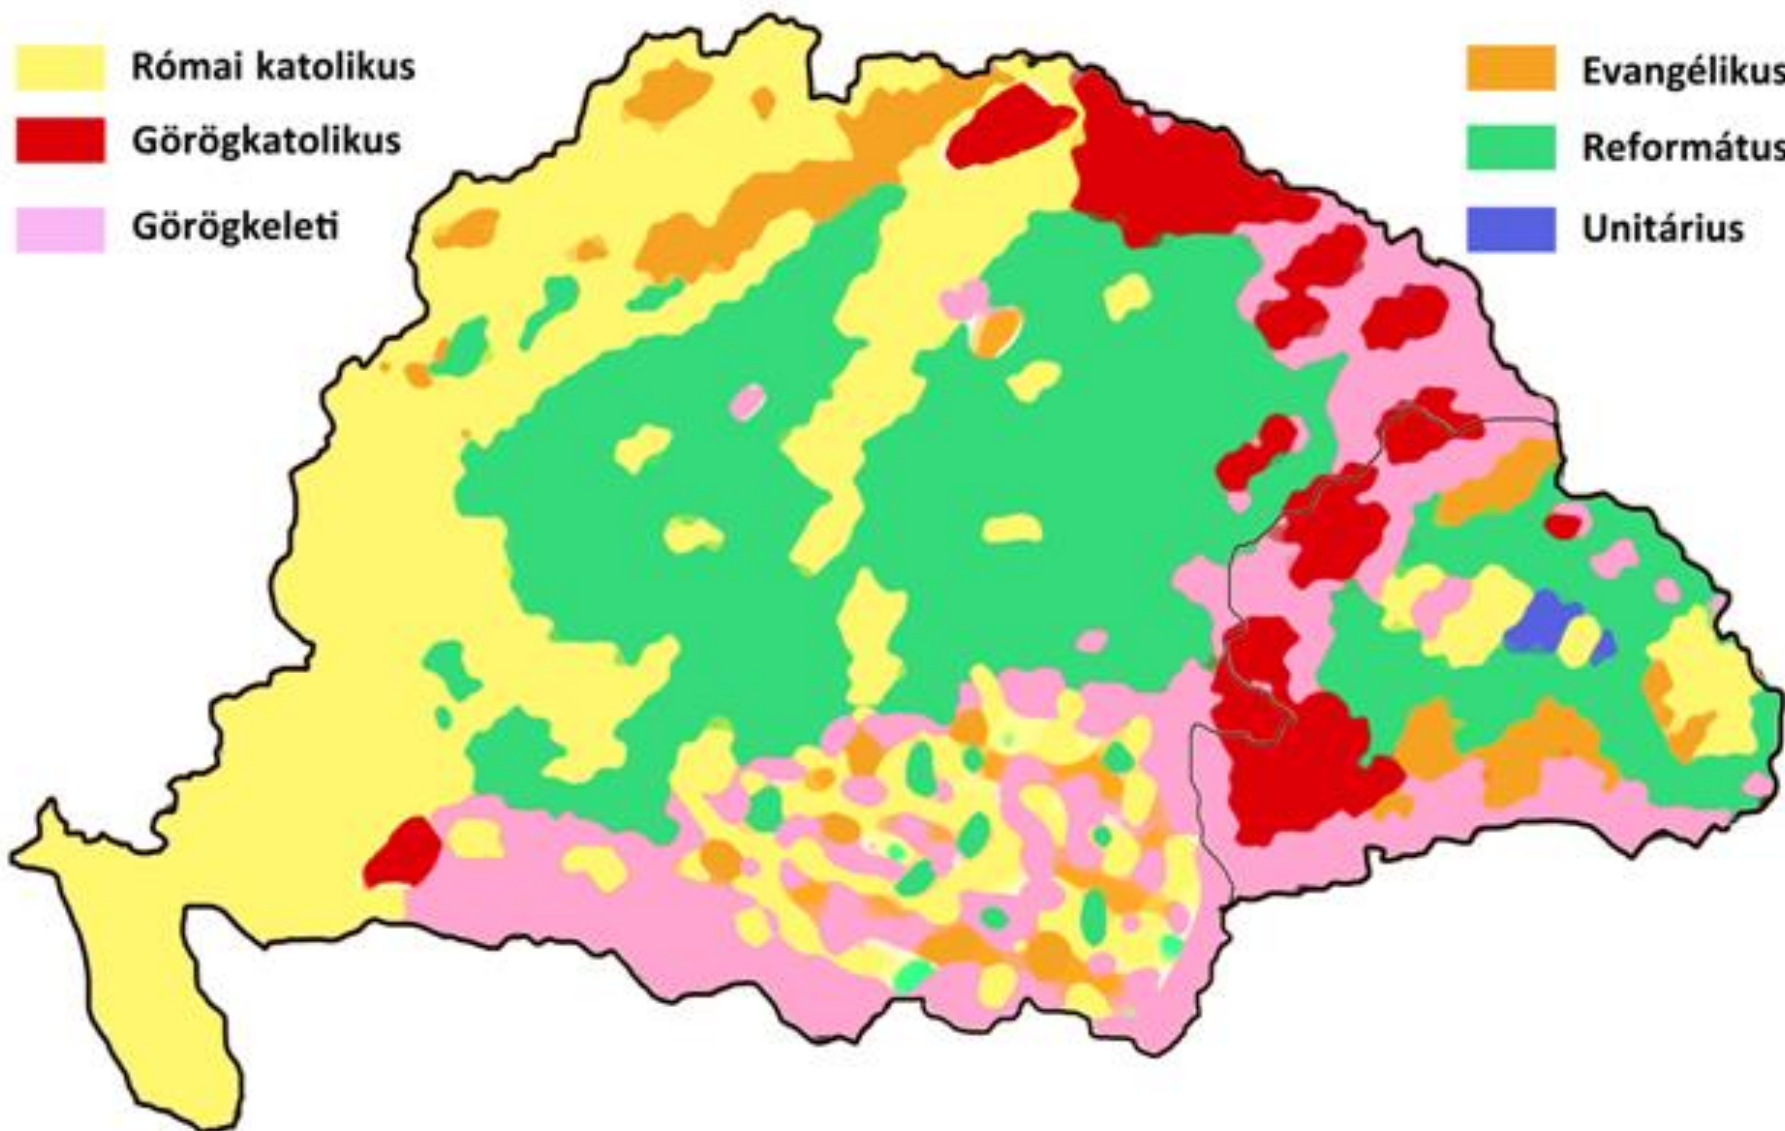 Római katolikus
Görögkatolikus
Görögkeleti
Evangélikus
Református
Unitárius